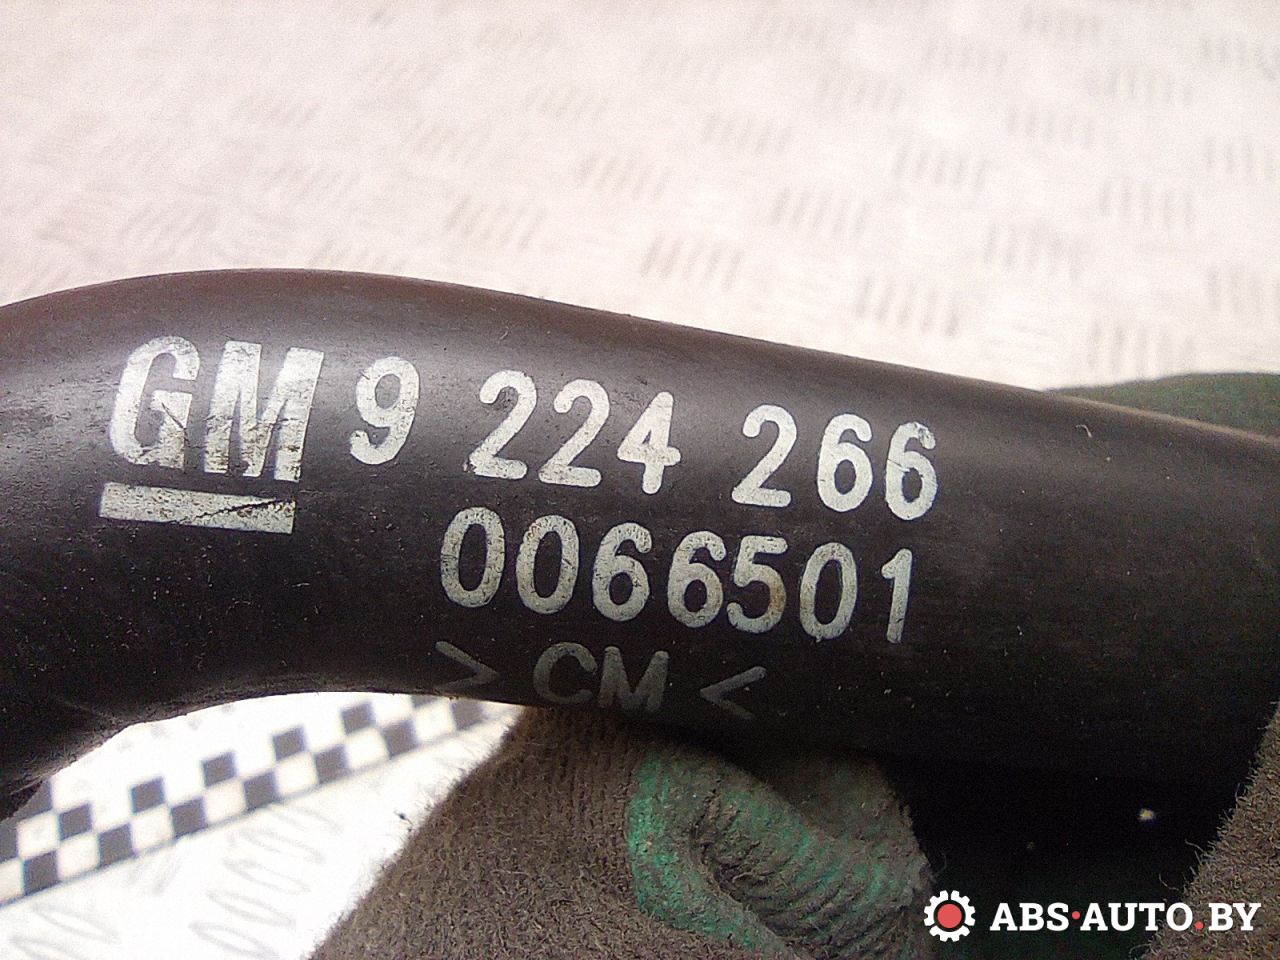 GM 9 224 266
0066501
> CM <
ABS·AUTO.BY